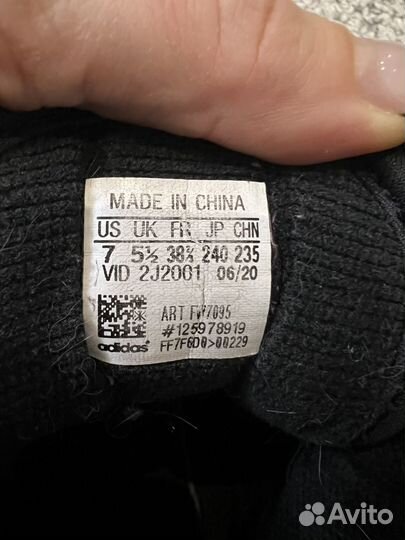 MADE IN CHINA
US UK FR JP CHN
7 5½ 38⅔ 240 235
VID 2J2001 06/20
ART FW7095
#125978919
adidas FF7F6D0>00229
Avito